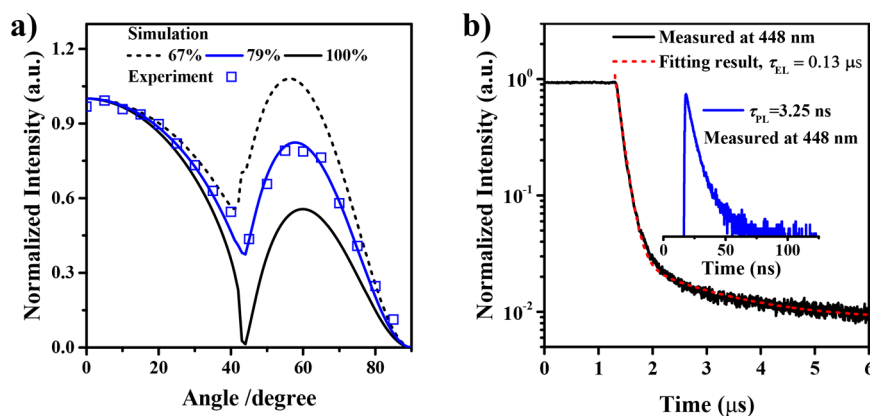 a)
Simulation
67% 79% 100%
Experiment
Normalized Intensity (a.u.)
1.2
0.9
0.6
0.3
0.0
0 20 40 60 80
Angle /degree
b)
Measured at 448 nm
Fitting result, τEL = 0.13 μs
τPL=3.25 ns
Measured at 448 nm
0 50 100
Time (ns)
Normalized Intensity (a.u.)
10^0
10^-1
10^-2
0 1 2 3 4 5 6
Time (μs)